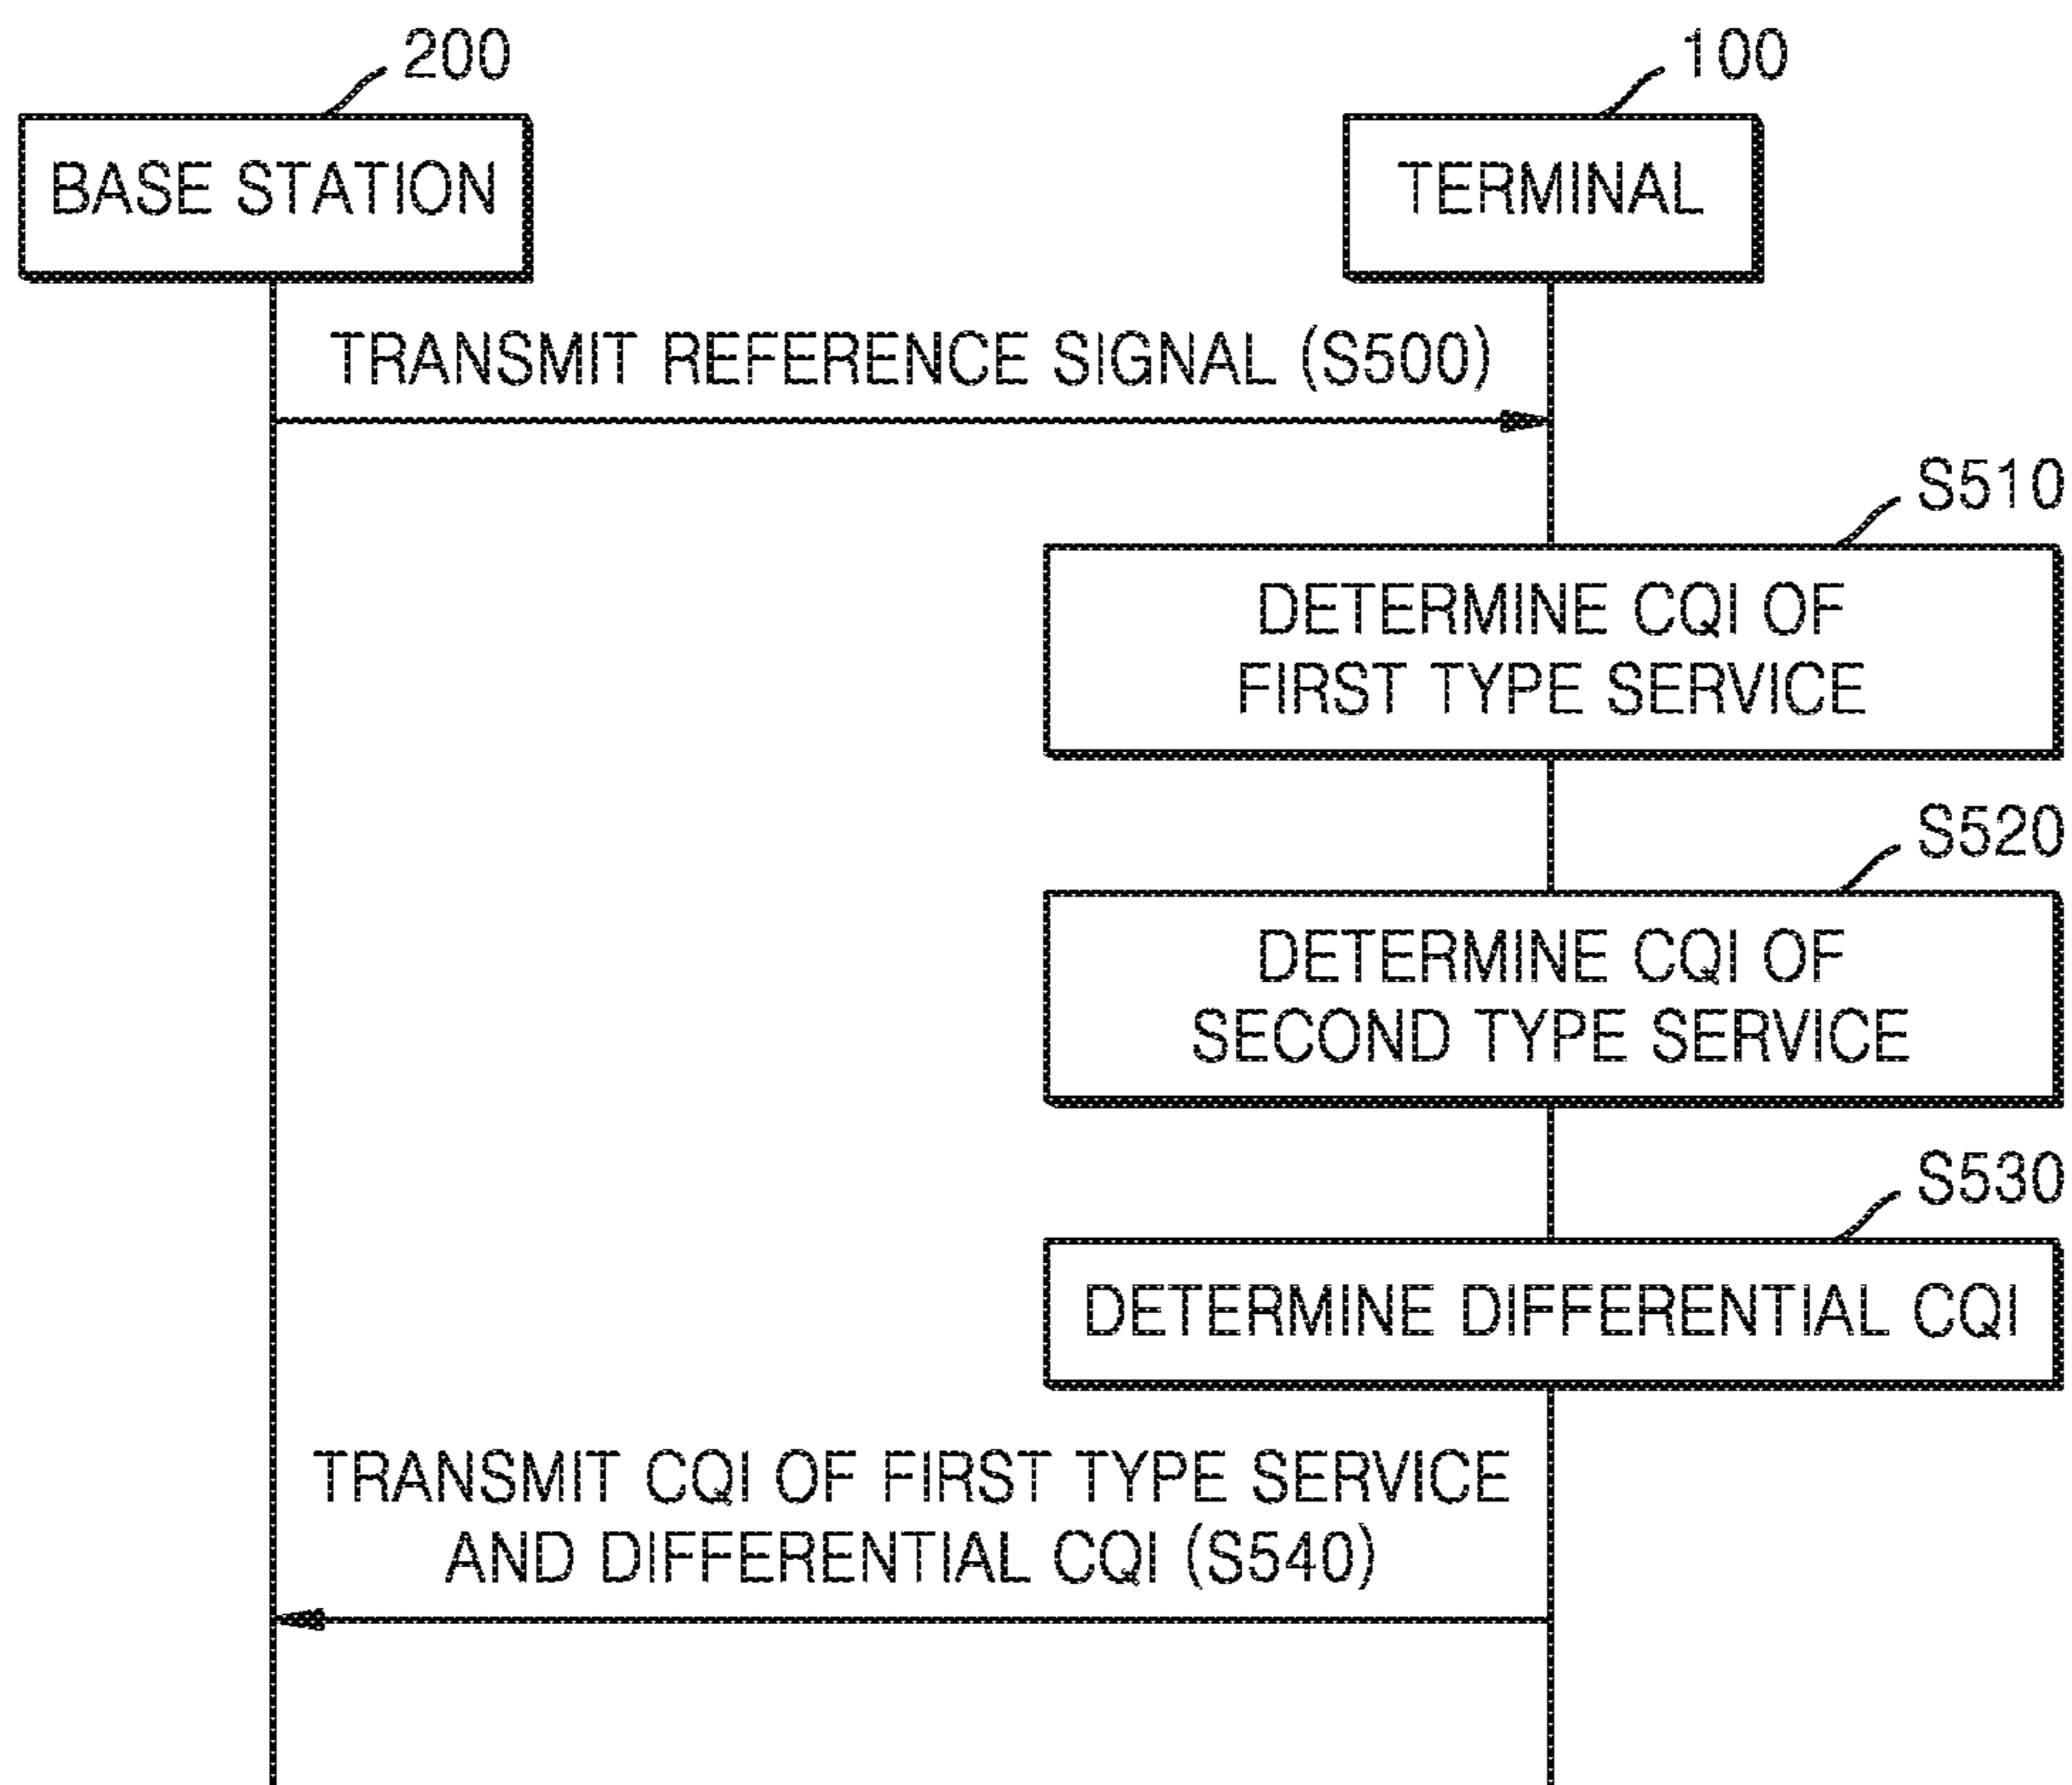 200
100
BASE STATION
TERMINAL
TRANSMIT REFERENCE SIGNAL (S500)
S510
DETERMINE CQI OF
FIRST TYPE SERVICE
S520
DETERMINE CQI OF
SECOND TYPE SERVICE
S530
DETERMINE DIFFERENTIAL CQI
TRANSMIT CQI OF FIRST TYPE SERVICE
AND DIFFERENTIAL CQI (S540)